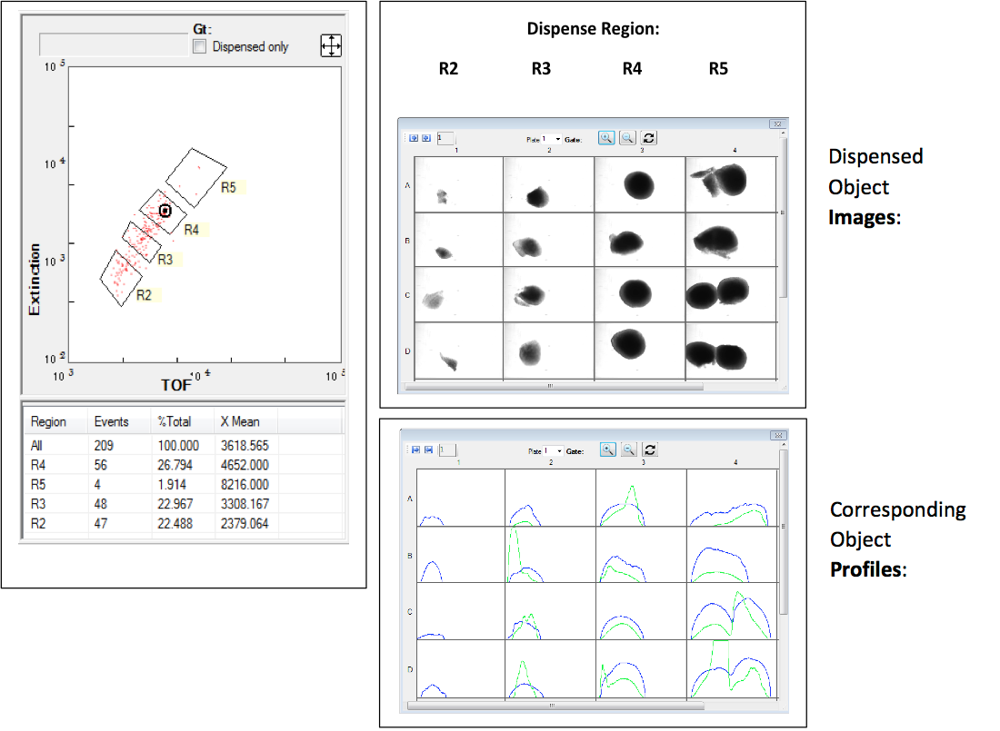 Gt:
Dispensed only
10 5
10 4
10 3
10 2
Extinction
R5
R4
R3
R2
10 3
10 4
10 5
TOF
Region Events %Total X Mean
All 209 100.000 3618.565
R4 56 26.794 4652.000
R5 4 1.914 8216.000
R3 48 22.967 3308.167
R2 47 22.488 2379.064
Dispense Region:
R2 R3 R4 R5
1 Plate 1 Gate:
1 2 3 4
A
B
C
D
Dispensed
Object
Images:
1 Plate 1 Gate:
1 2 3 4
A
B
C
D
Corresponding
Object
Profiles: